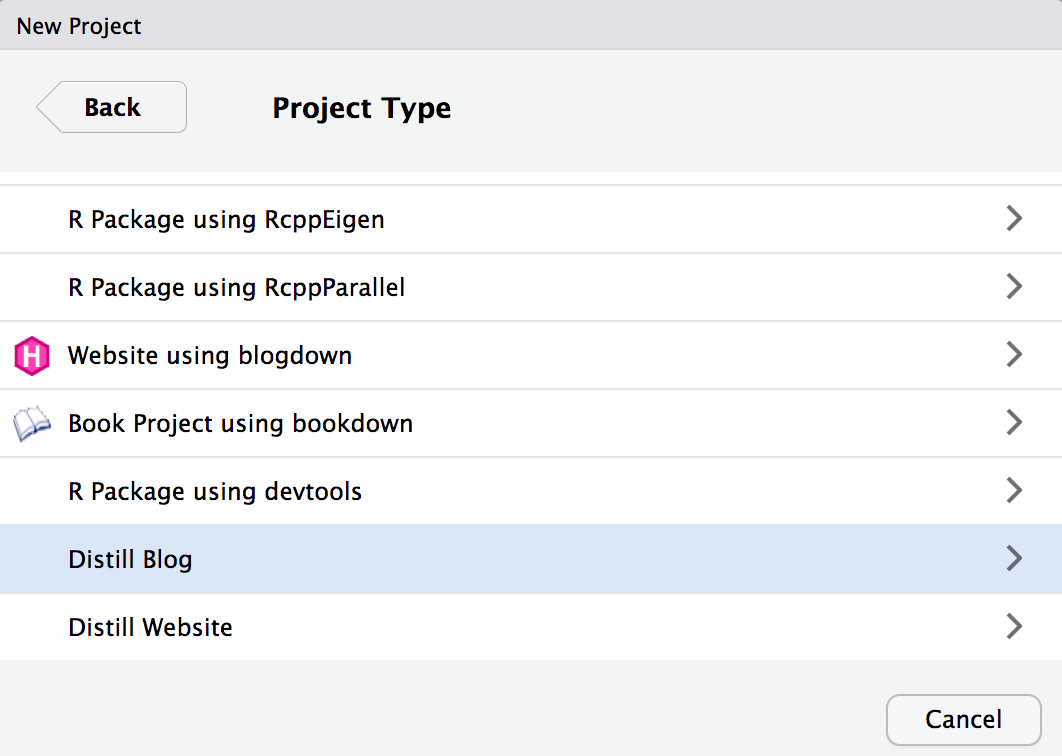 New Project
Back
Project Type
R Package using RcppEigen
R Package using RcppParallel
H
Website using blogdown
Book Project using bookdown
R Package using devtools
Distill Blog
Distill Website
Cancel